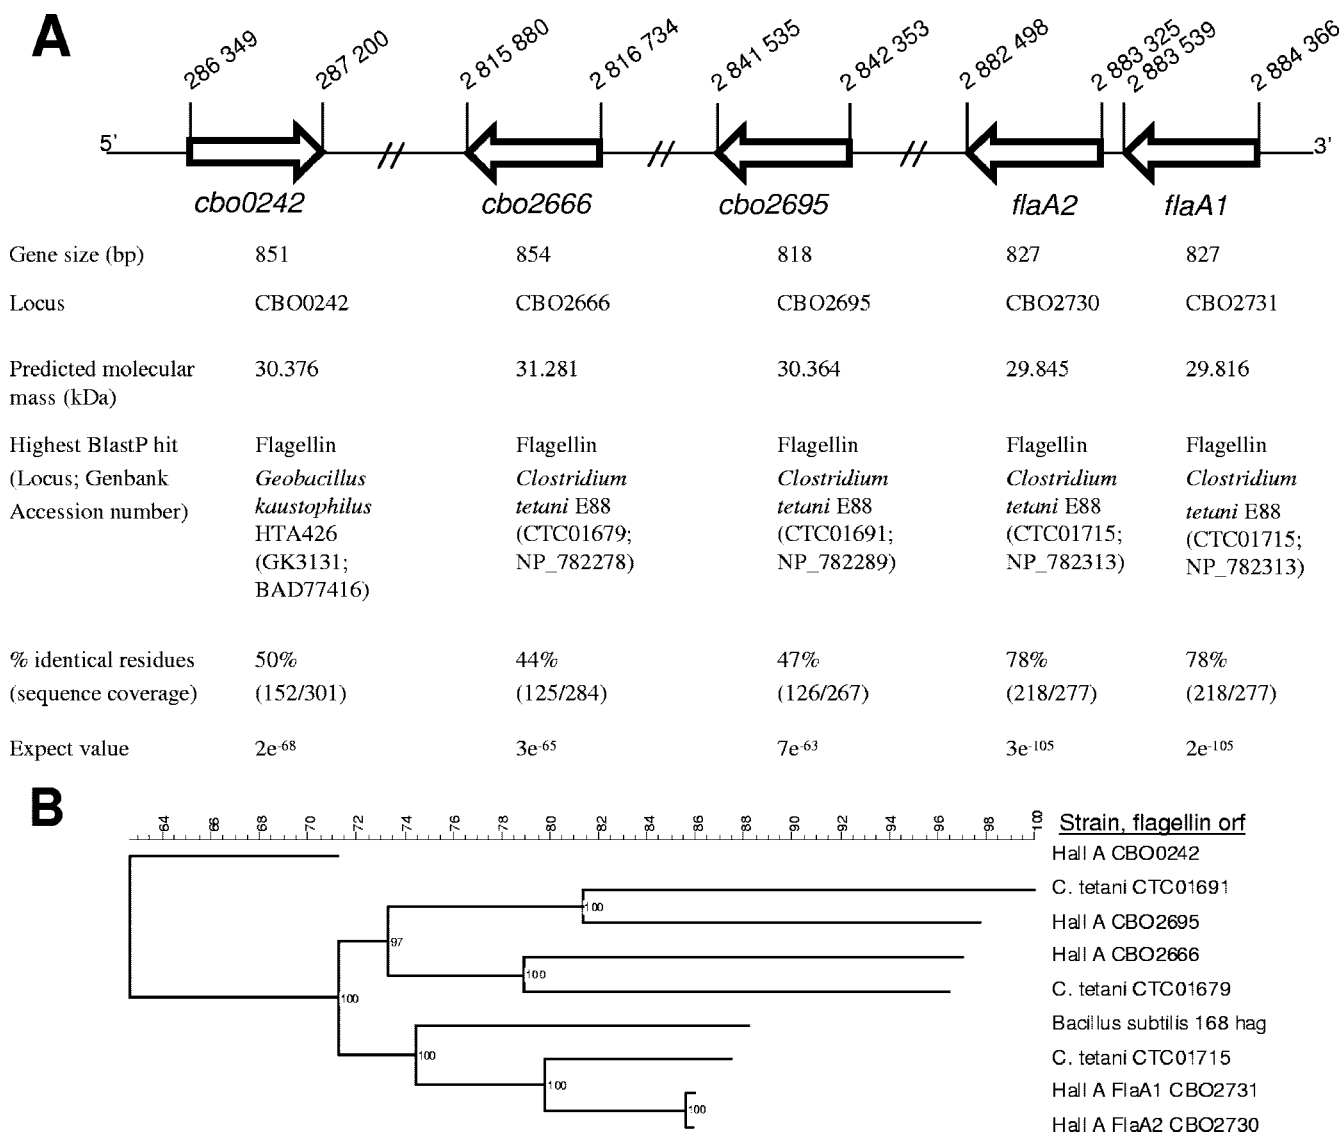 A
286 349 287 200 2 815 880 2 816 734 2 841 535 2 842 353 2 882 498 2 883 325 2 883 539 2 884 366
5’ 3’
cbo0242 cbo2666 cbo2695 flaA2 flaA1
Gene size (bp) 851 854 818 827 827
Locus CBO0242 CBO2666 CBO2695 CBO2730 CBO2731
Predicted molecular 30.376 31.281 30.364 29.845 29.816
mass (kDa)
Highest BlastP hit Flagellin Flagellin Flagellin Flagellin Flagellin
(Locus; Genbank Geobacillus Clostridium Clostridium Clostridium Clostridium
Accession number) kaustophilus tetani E88 tetani E88 tetani E88 tetani E88
HTA426 (CTC01679; (CTC01691; (CTC01715; (CTC01715;
(GK3131; NP_782278) NP_782289) NP_782313) NP_782313)
BAD77416)
% identical residues 50% 44% 47% 78% 78%
(sequence coverage) (152/301) (125/284) (126/267) (218/277) (218/277)
Expect value 2e-68 3e-65 7e-63 3e-105 2e-105
B
64 66 68 70 72 74 76 78 80 82 84 86 88 90 92 94 96 98 100
Strain, flagellin orf
Hall A CBO0242
C. tetani CTC01691
100
Hall A CBO2695
97
Hall A CBO2666
100
C. tetani CTC01679
100
Bacillus subtilis 168 hag
100
C. tetani CTC01715
100
Hall A FlaA1 CBO2731
100
Hall A FlaA2 CBO2730